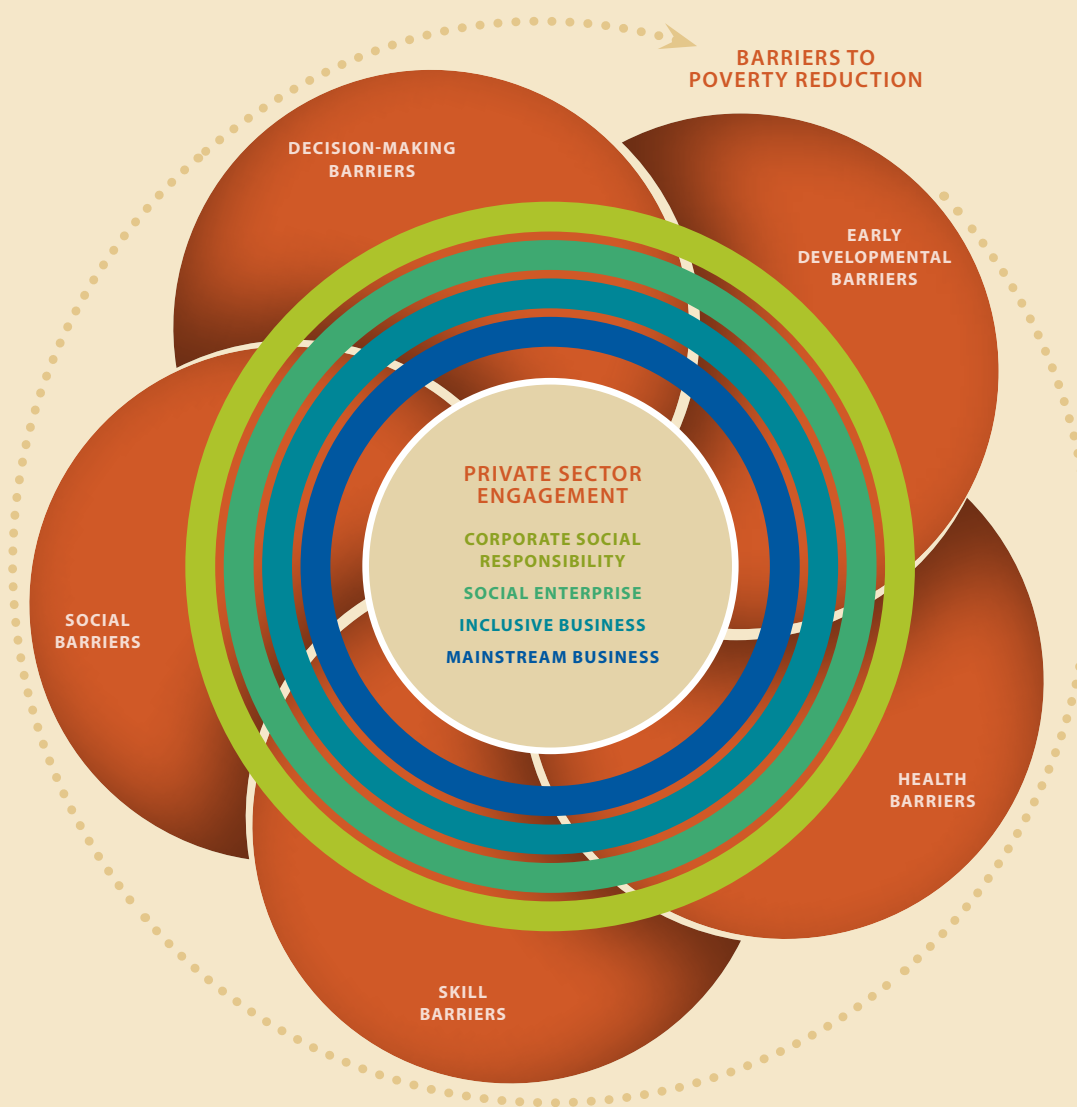 BARRIERS TO
POVERTY REDUCTION
DECISION-MAKING
BARRIERS
EARLY
DEVELOPMENTAL
BARRIERS
PRIVATE SECTOR
ENGAGEMENT
CORPORATE SOCIAL
RESPONSIBILITY
SOCIAL ENTERPRISE
INCLUSIVE BUSINESS
MAINSTREAM BUSINESS
SOCIAL
BARRIERS
HEALTH
BARRIERS
SKILL
BARRIERS